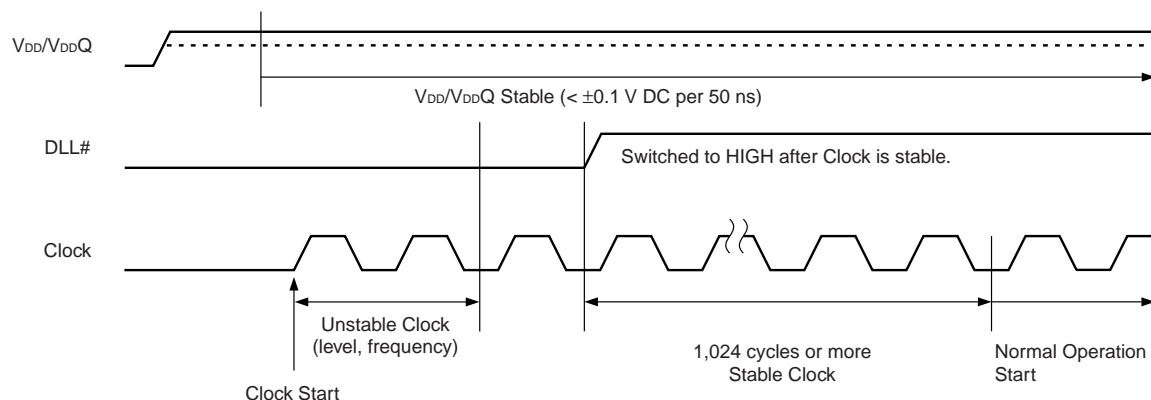 VDD/VDDQ
VDD/VDDQ Stable (< ±0.1 V DC per 50 ns)
DLL#
Switched to HIGH after Clock is stable.
Clock
Unstable Clock
(level, frequency)
1,024 cycles or more
Stable Clock
Normal Operation
Start
Clock Start